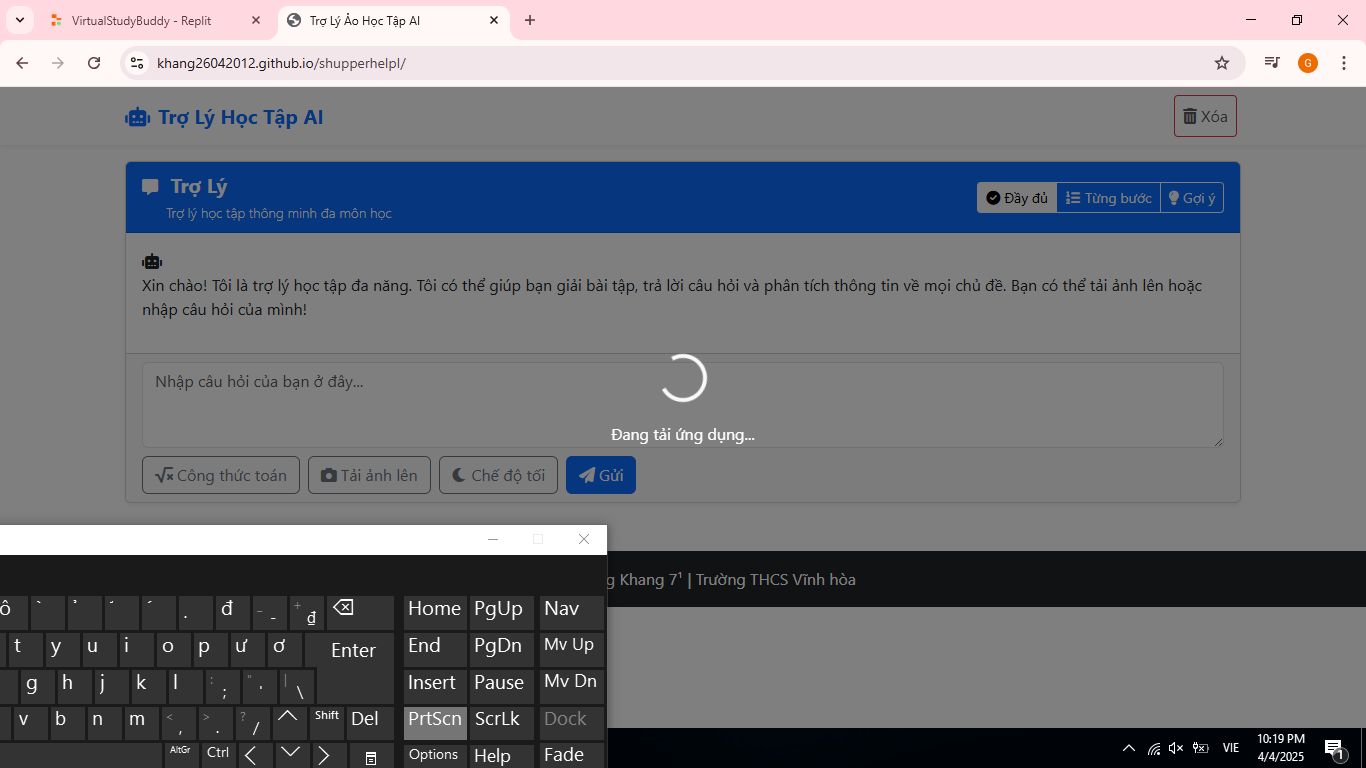 VirtualStudyBuddy - Replit
Trợ Lý Ảo Học Tập AI
khang26042012.github.io/shupperhelpl/
G
Trợ Lý Học Tập AI
Xóa
Trợ Lý
Trợ lý học tập thông minh đa môn học
Đầy đủ
Từng bước
Gợi ý
Xin chào! Tôi là trợ lý học tập đa năng. Tôi có thể giúp bạn giải bài tập, trả lời câu hỏi và phân tích thông tin về mọi chủ đề. Bạn có thể tải ảnh lên hoặc
nhập câu hỏi của mình!
Nhập câu hỏi của bạn ở đây...
Đang tải ứng dụng...
Công thức toán
Tải ảnh lên
Chế độ tối
Gửi
g Khang 7¹ | Trường THCS Vĩnh hòa
ô ̀ ̉ ̃ ́ . đ - - + ₫ Home PgUp Nav
t y u i o p ư ơ Enter End PgDn Mv Up
g h j k l : ; " ' | \ Insert Pause Mv Dn
v b n m < , > . ? / Shift Del PrtScn ScrLk Dock
AltGr Ctrl Options Help Fade
VIE
10:19 PM
4/4/2025
1